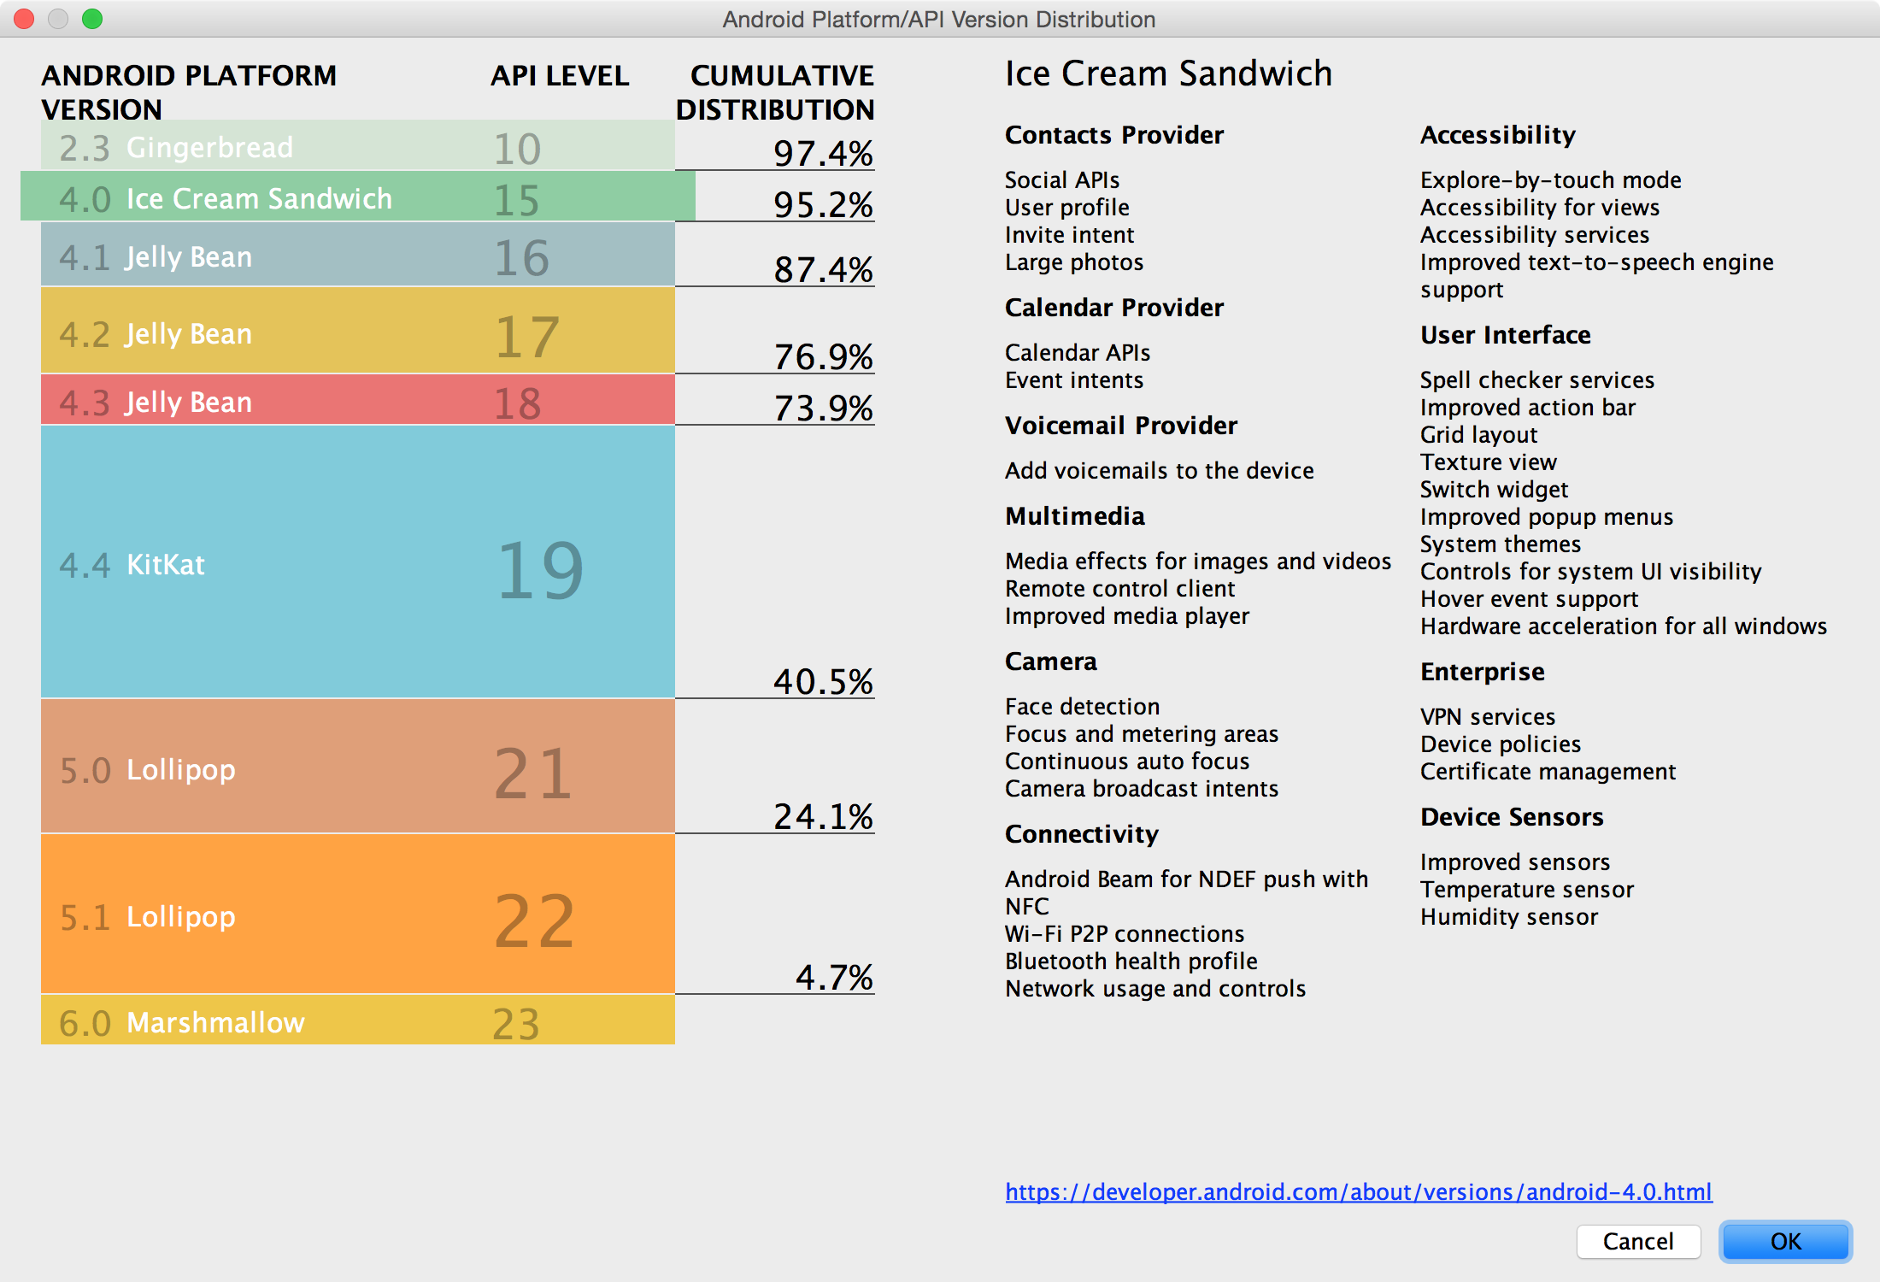 Android Platform/API Version Distribution
ANDROID PLATFORM VERSION
API LEVEL
CUMULATIVE DISTRIBUTION
2.3 Gingerbread 10 97.4%
4.0 Ice Cream Sandwich 15 95.2%
4.1 Jelly Bean 16 87.4%
4.2 Jelly Bean 17 76.9%
4.3 Jelly Bean 18 73.9%
4.4 KitKat 19 40.5%
5.0 Lollipop 21 24.1%
5.1 Lollipop 22 4.7%
6.0 Marshmallow 23
Ice Cream Sandwich
Contacts Provider
Social APIs
User profile
Invite intent
Large photos
Calendar Provider
Calendar APIs
Event intents
Voicemail Provider
Add voicemails to the device
Multimedia
Media effects for images and videos
Remote control client
Improved media player
Camera
Face detection
Focus and metering areas
Continuous auto focus
Camera broadcast intents
Connectivity
Android Beam for NDEF push with
NFC
Wi-Fi P2P connections
Bluetooth health profile
Network usage and controls
Accessibility
Explore-by-touch mode
Accessibility for views
Accessibility services
Improved text-to-speech engine
support
User Interface
Spell checker services
Improved action bar
Grid layout
Texture view
Switch widget
Improved popup menus
System themes
Controls for system UI visibility
Hover event support
Hardware acceleration for all windows
Enterprise
VPN services
Device policies
Certificate management
Device Sensors
Improved sensors
Temperature sensor
Humidity sensor
https://developer.android.com/about/versions/android-4.0.html
Cancel
OK